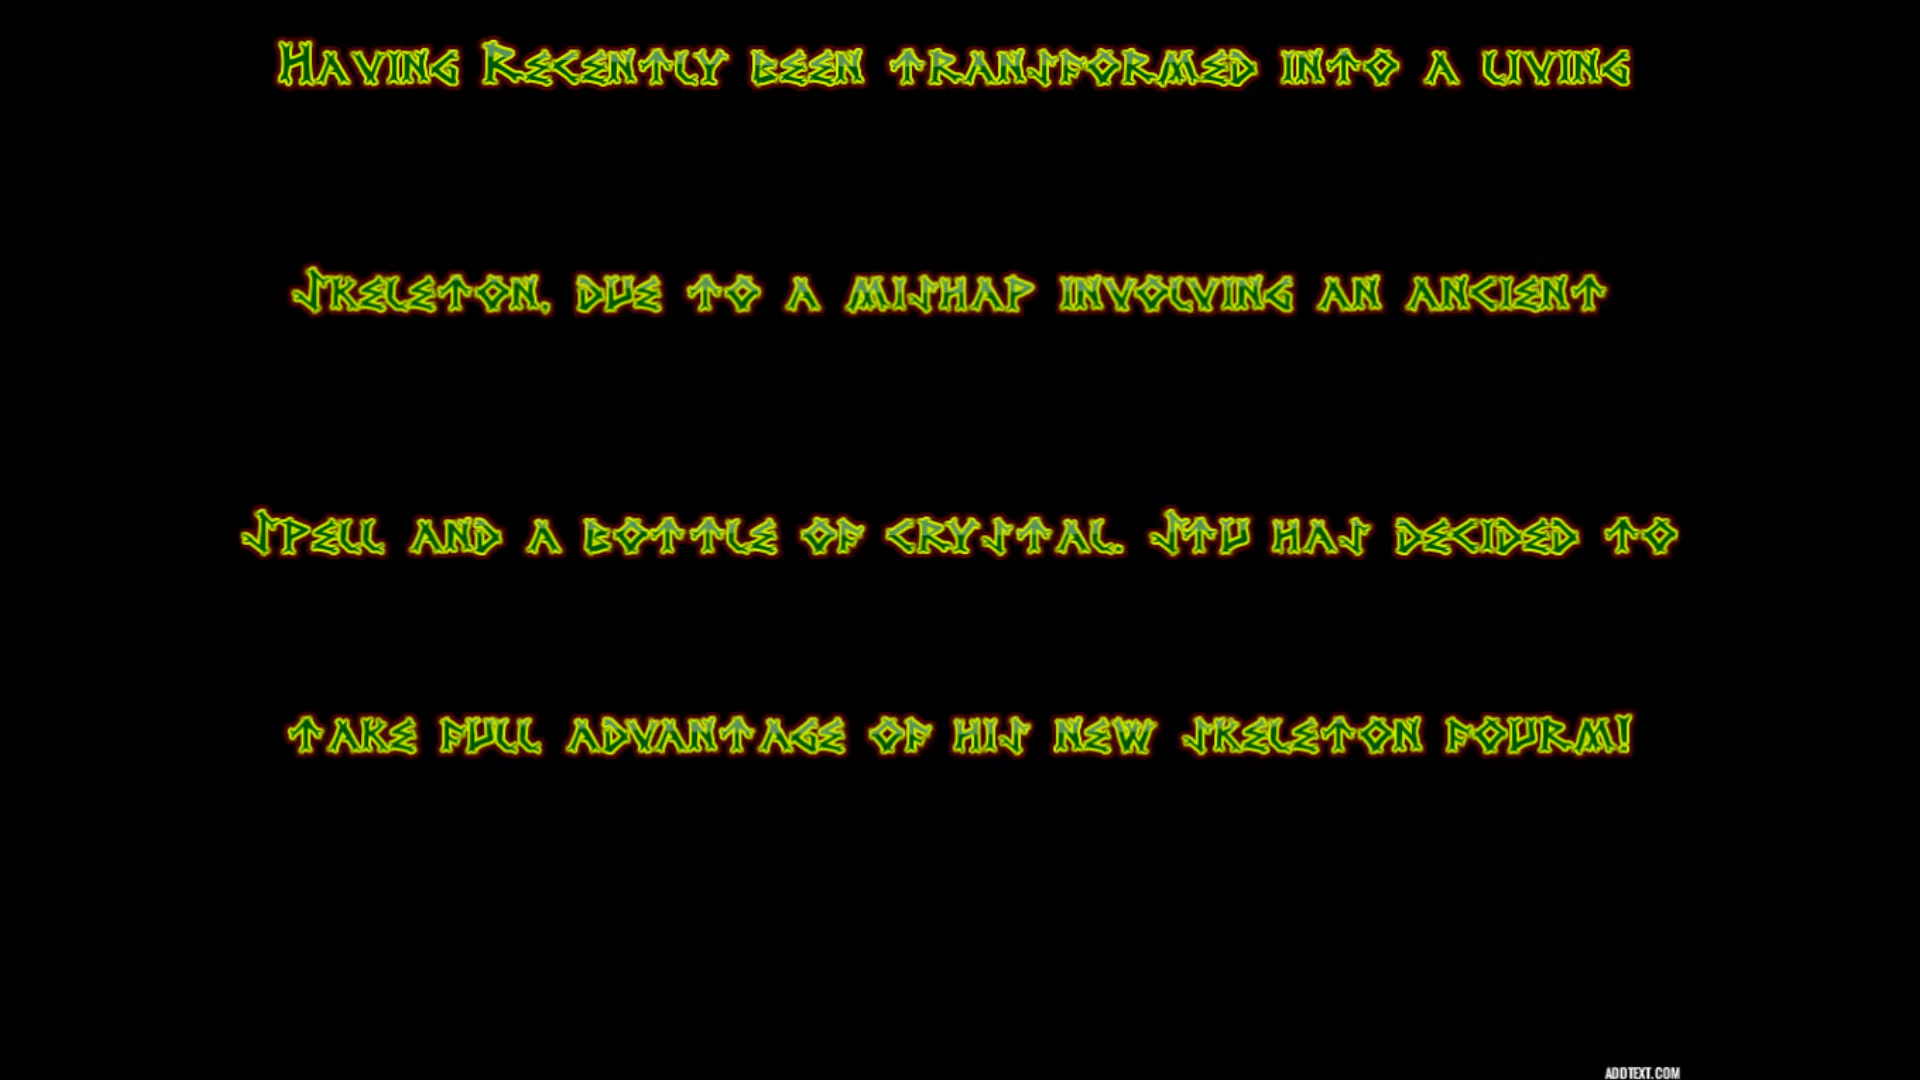 Having Recently been transformed into a living
Skeleton, due to a mishap involving an ancient
Spell and a bottle of crystal. Stu has decided to
take full advantage of his new skeleton fourm!
ADDTEXT.COM